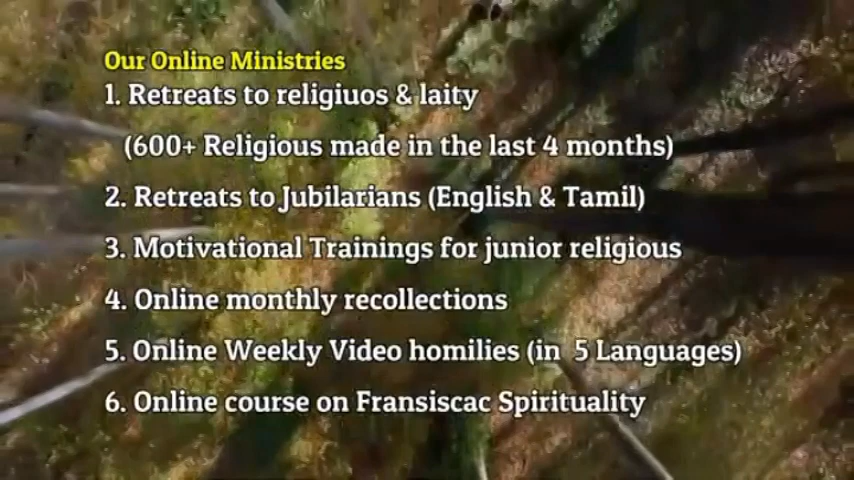 Our Online Ministries
1. Retreats to religiuos & laity
(600+ Religious made in the last 4 months)
2. Retreats to Jubilarians (English & Tamil)
3. Motivational Trainings for junior religious
4. Online monthly recollections
5. Online Weekly Video homilies (in 5 Languages)
6. Online course on Fransiscac Spirituality